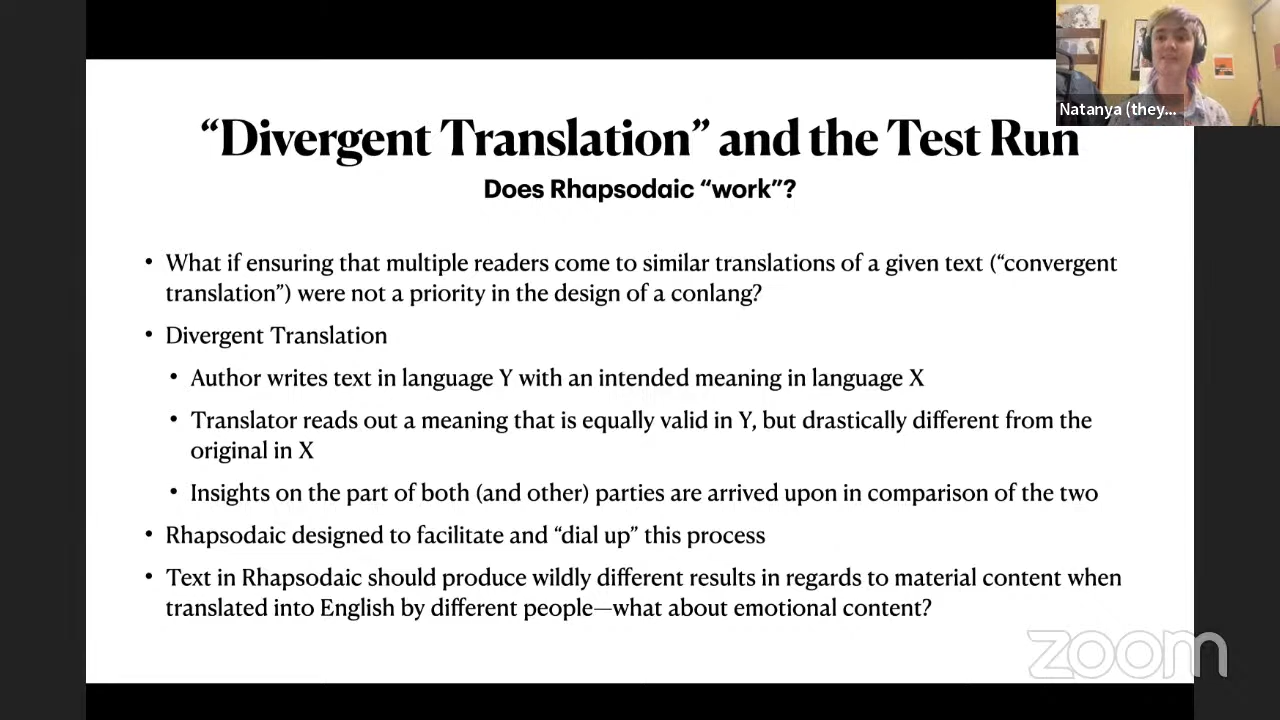 “Divergent Translation” and the Test Run
Does Rhapsodaic “work”?
• What if ensuring that multiple readers come to similar translations of a given text (“convergent
translation”) were not a priority in the design of a conlang?
• Divergent Translation
• Author writes text in language Y with an intended meaning in language X
• Translator reads out a meaning that is equally valid in Y, but drastically different from the
original in X
• Insights on the part of both (and other) parties are arrived upon in comparison of the two
• Rhapsodaic designed to facilitate and “dial up” this process
• Text in Rhapsodaic should produce wildly different results in regards to material content when
translated into English by different people—what about emotional content?
Natanya (they...
zoom